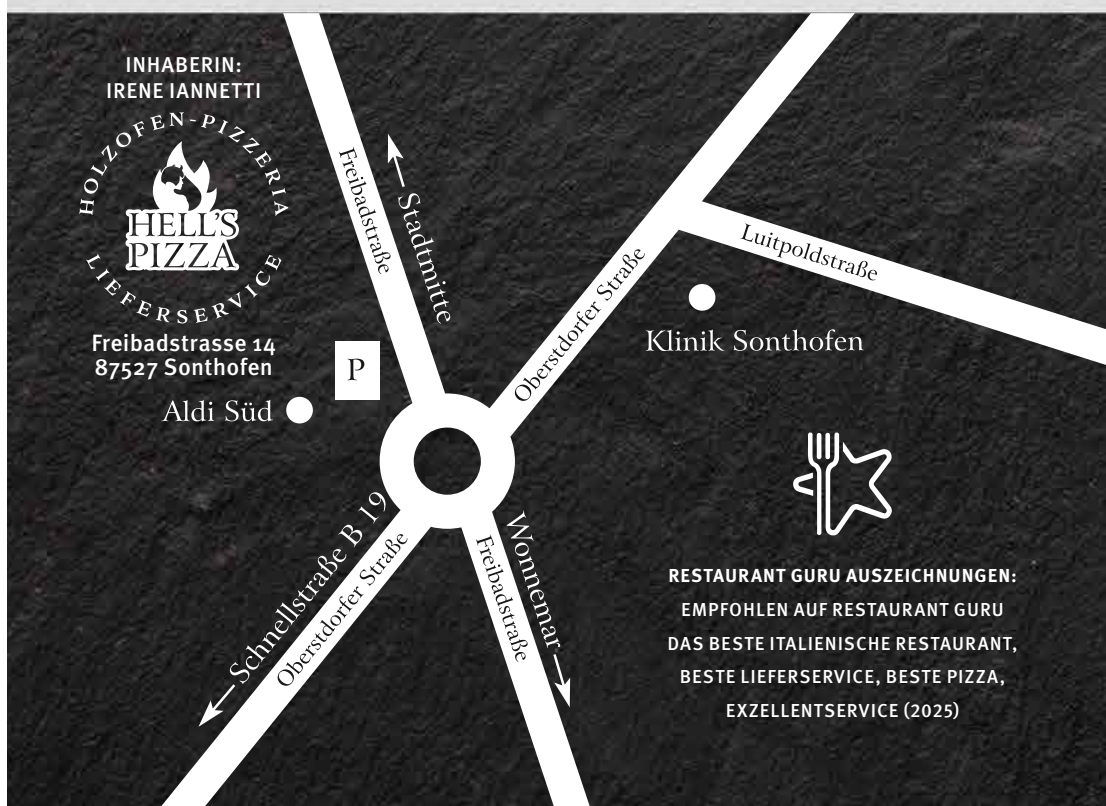 INHABERIN:
IRENE IANNETTI
HOLZOFEN-PIZZERIA
HELL'S
PIZZA
LIEFERSERVICE
Freibadstrasse 14
87527 Sonthofen
Aldi Süd
P
Freibadstraße
Stadtmitte
Oberstdorfer Straße
Luitpoldstraße
Klinik Sonthofen
Schnellstraße B 19
Oberstdorfer Straße
Freibadstraße
Wonnemar
RESTAURANT GURU AUSZEICHNUNGEN:
EMPFOHLEN AUF RESTAURANT GURU
DAS BESTE ITALIENISCHE RESTAURANT,
BESTE LIEFERSERVICE, BESTE PIZZA,
EXZELLENTSERVICE (2025)